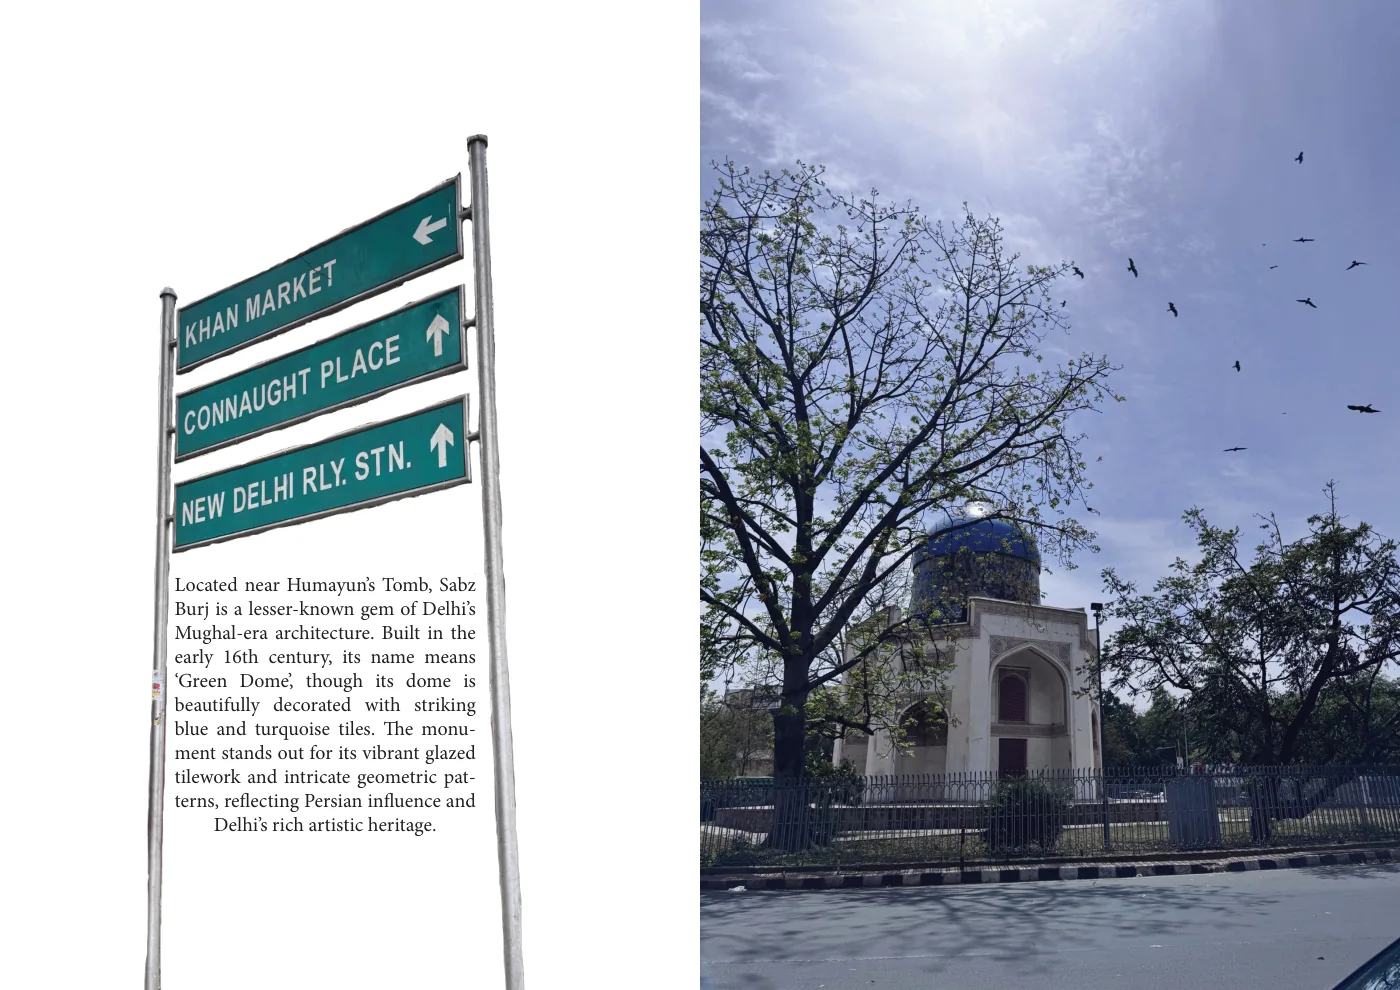 KHAN MARKET
CONNAUGHT PLACE
NEW DELHI RLY. STN.
Located near Humayun’s Tomb, Sabz
Burj is a lesser-known gem of Delhi’s
Mughal-era architecture. Built in the
early 16th century, its name means
‘Green Dome’, though its dome is
beautifully decorated with striking
blue and turquoise tiles. The monu-
ment stands out for its vibrant glazed
tilework and intricate geometric pat-
terns, reflecting Persian influence and
Delhi’s rich artistic heritage.